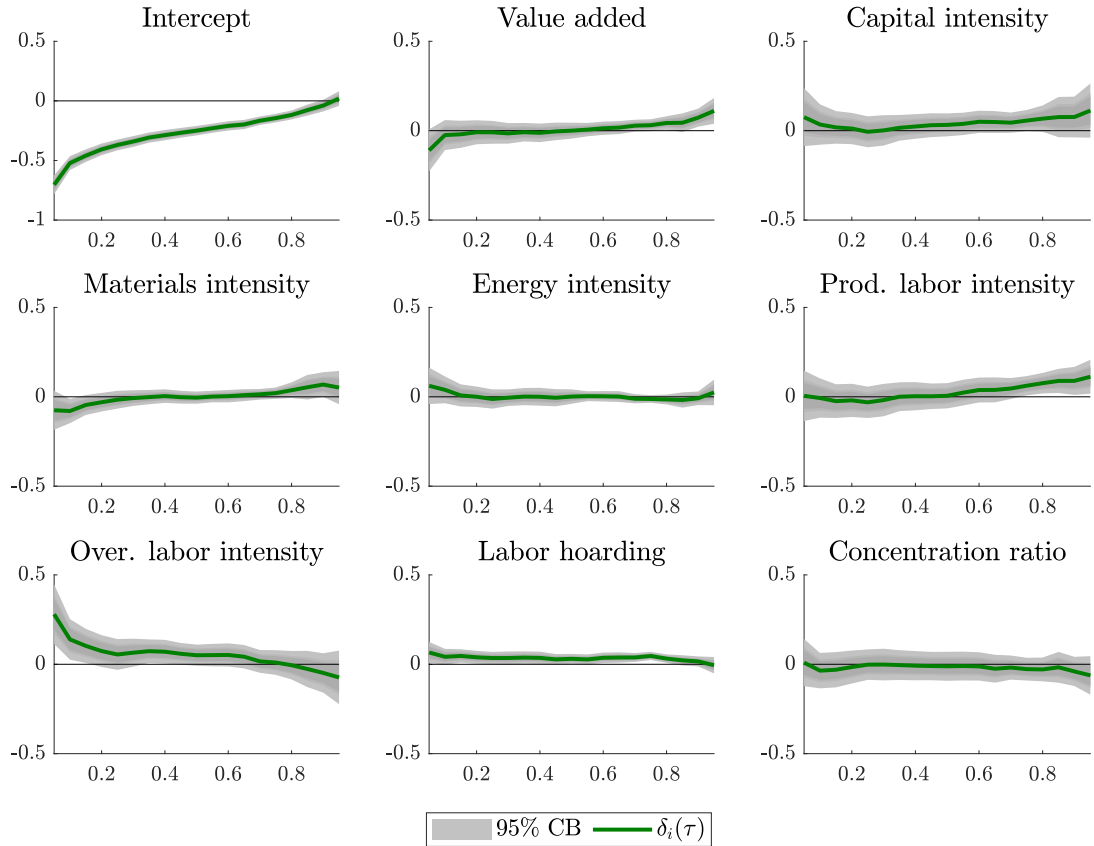 Intercept Value added Capital intensity
0.5 0.5 0.5
0
-0.5 0 0
-1 -0.5 -0.5
0.2 0.4 0.6 0.8 0.2 0.4 0.6 0.8 0.2 0.4 0.6 0.8
Materials intensity Energy intensity Prod. labor intensity
0.5 0.5 0.5
0 0 0
-0.5 -0.5 -0.5
0.2 0.4 0.6 0.8 0.2 0.4 0.6 0.8 0.2 0.4 0.6 0.8
Over. labor intensity Labor hoarding Concentration ratio
0.5 0.5 0.5
0 0 0
-0.5 -0.5 -0.5
0.2 0.4 0.6 0.8 0.2 0.4 0.6 0.8 0.2 0.4 0.6 0.8
95% CB δi(τ)